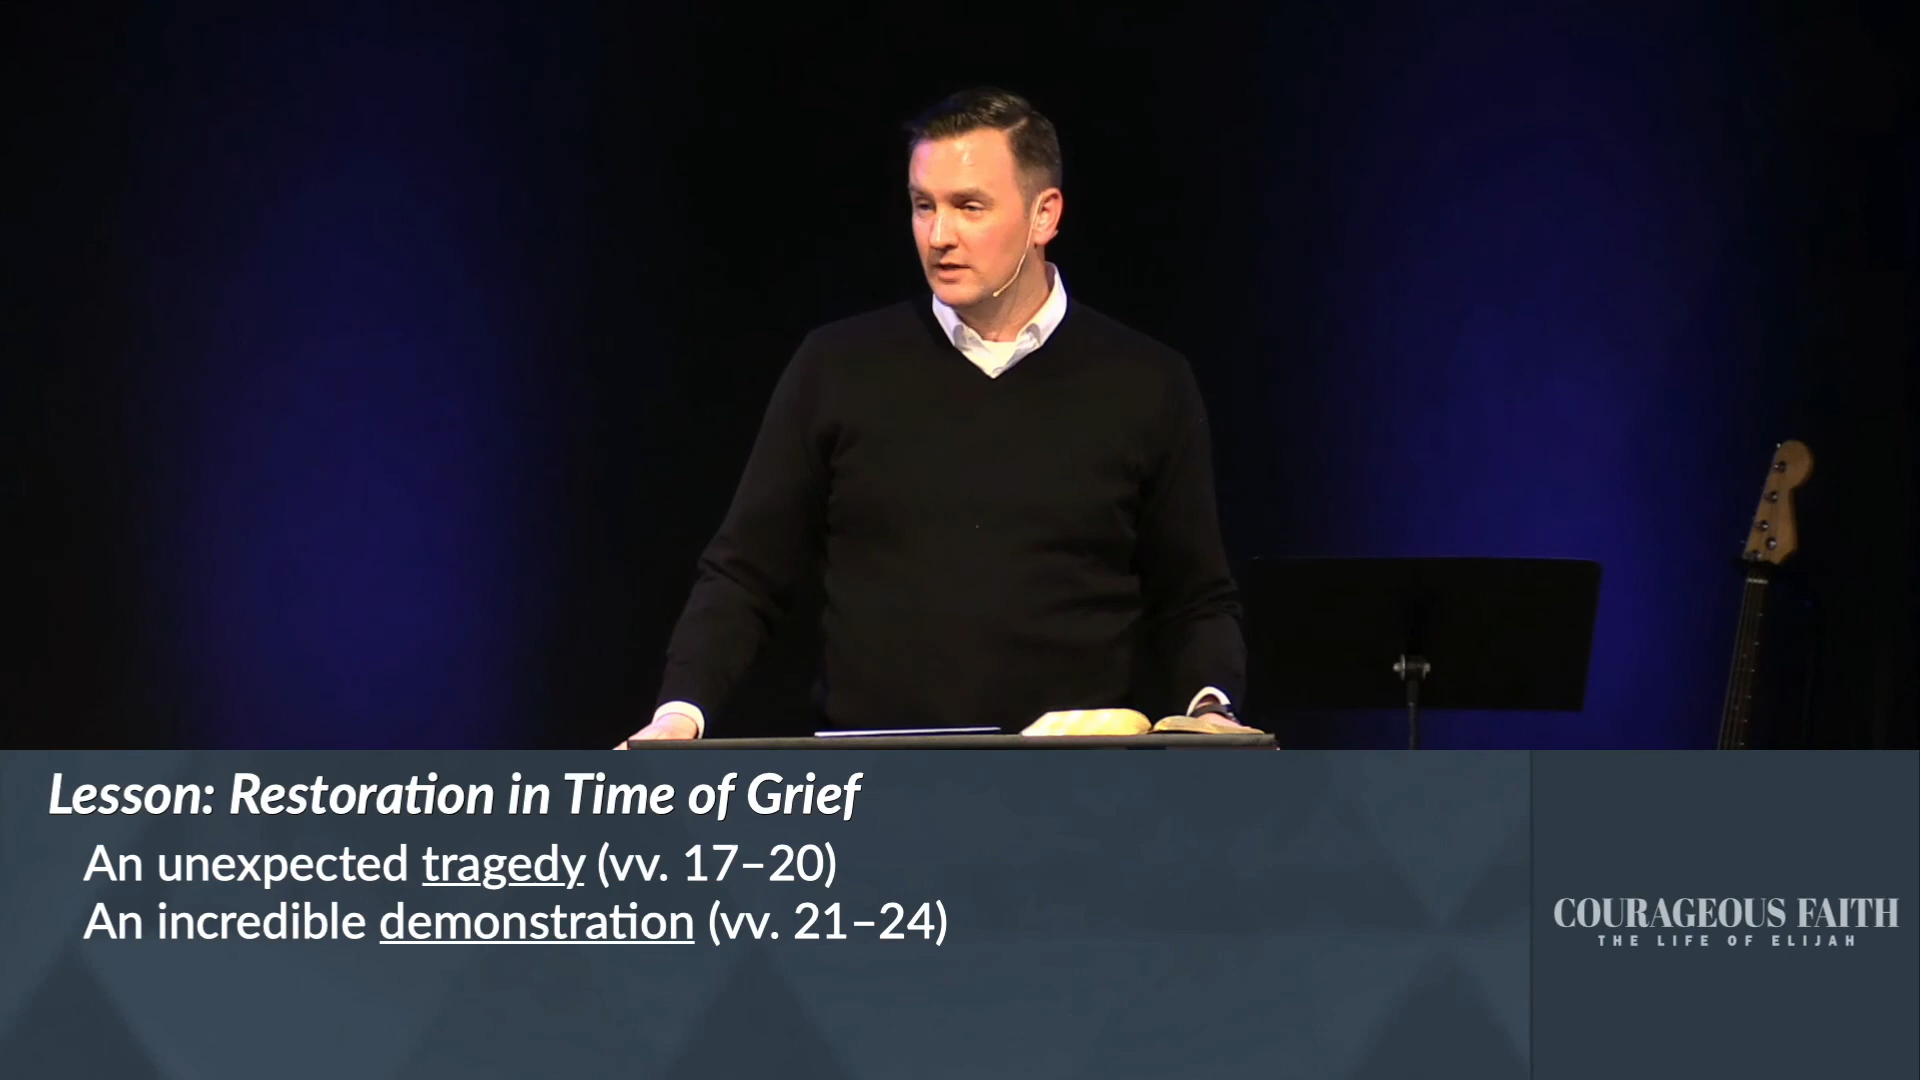 Lesson: Restoration in Time of Grief
An unexpected tragedy (vv. 17–20)
An incredible demonstration (vv. 21–24)
COURAGEOUS FAITH
THE LIFE OF ELIJAH